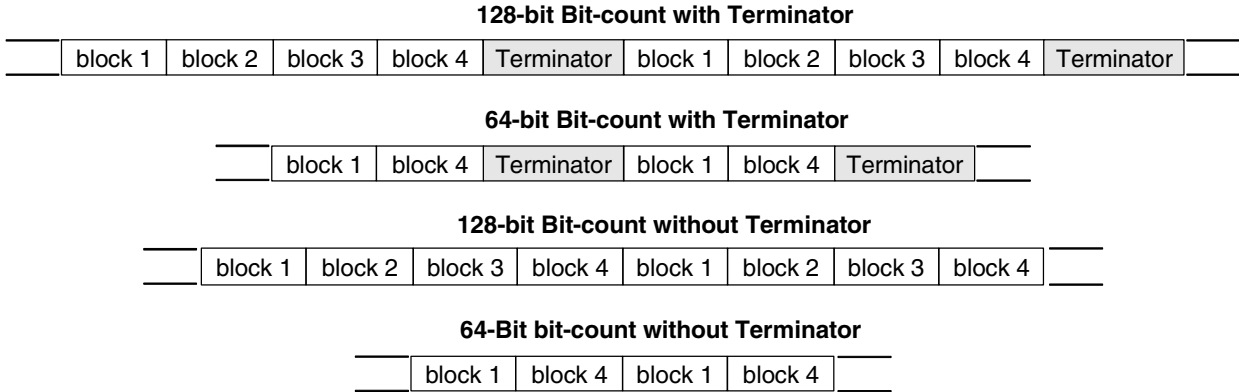 128-bit Bit-count with Terminator
block 1 block 2 block 3 block 4 Terminator block 1 block 2 block 3 block 4 Terminator
64-bit Bit-count with Terminator
block 1 block 4 Terminator block 1 block 4 Terminator
128-bit Bit-count without Terminator
block 1 block 2 block 3 block 4 block 1 block 2 block 3 block 4
64-Bit bit-count without Terminator
block 1 block 4 block 1 block 4